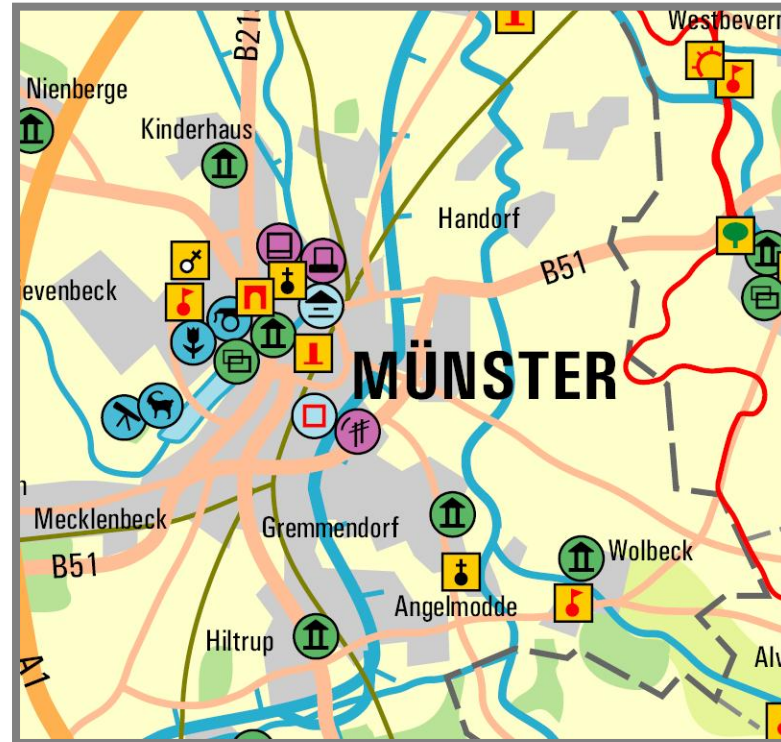 Westbevern
B21
Nienberge
Kinderhaus
Handorf
B51
evenbeck
MÜNSTER
n
Mecklenbeck
Gremmendorf
B51
Wolbeck
Angelmodde
Hiltrup
A1
Alv